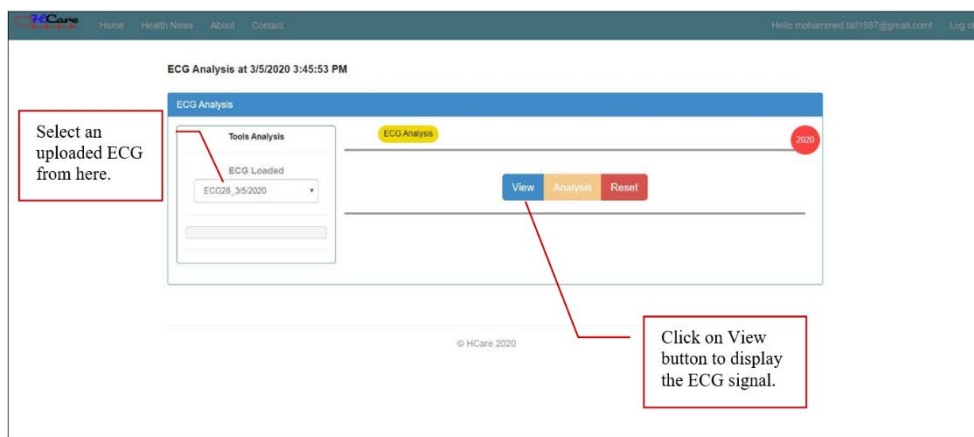 HCare Home Health News About Contact Hello mohammed.tall1987@gmail.com! Log
ECG Analysis at 3/5/2020 3:45:53 PM
ECG Analysis
Tools Analysis
ECG Loaded
ECG28_3/5/2020
ECG Analysis
2020
View Analysis Reset
Select an
uploaded ECG
from here.
Click on View
button to display
the ECG signal.
© HCare 2020